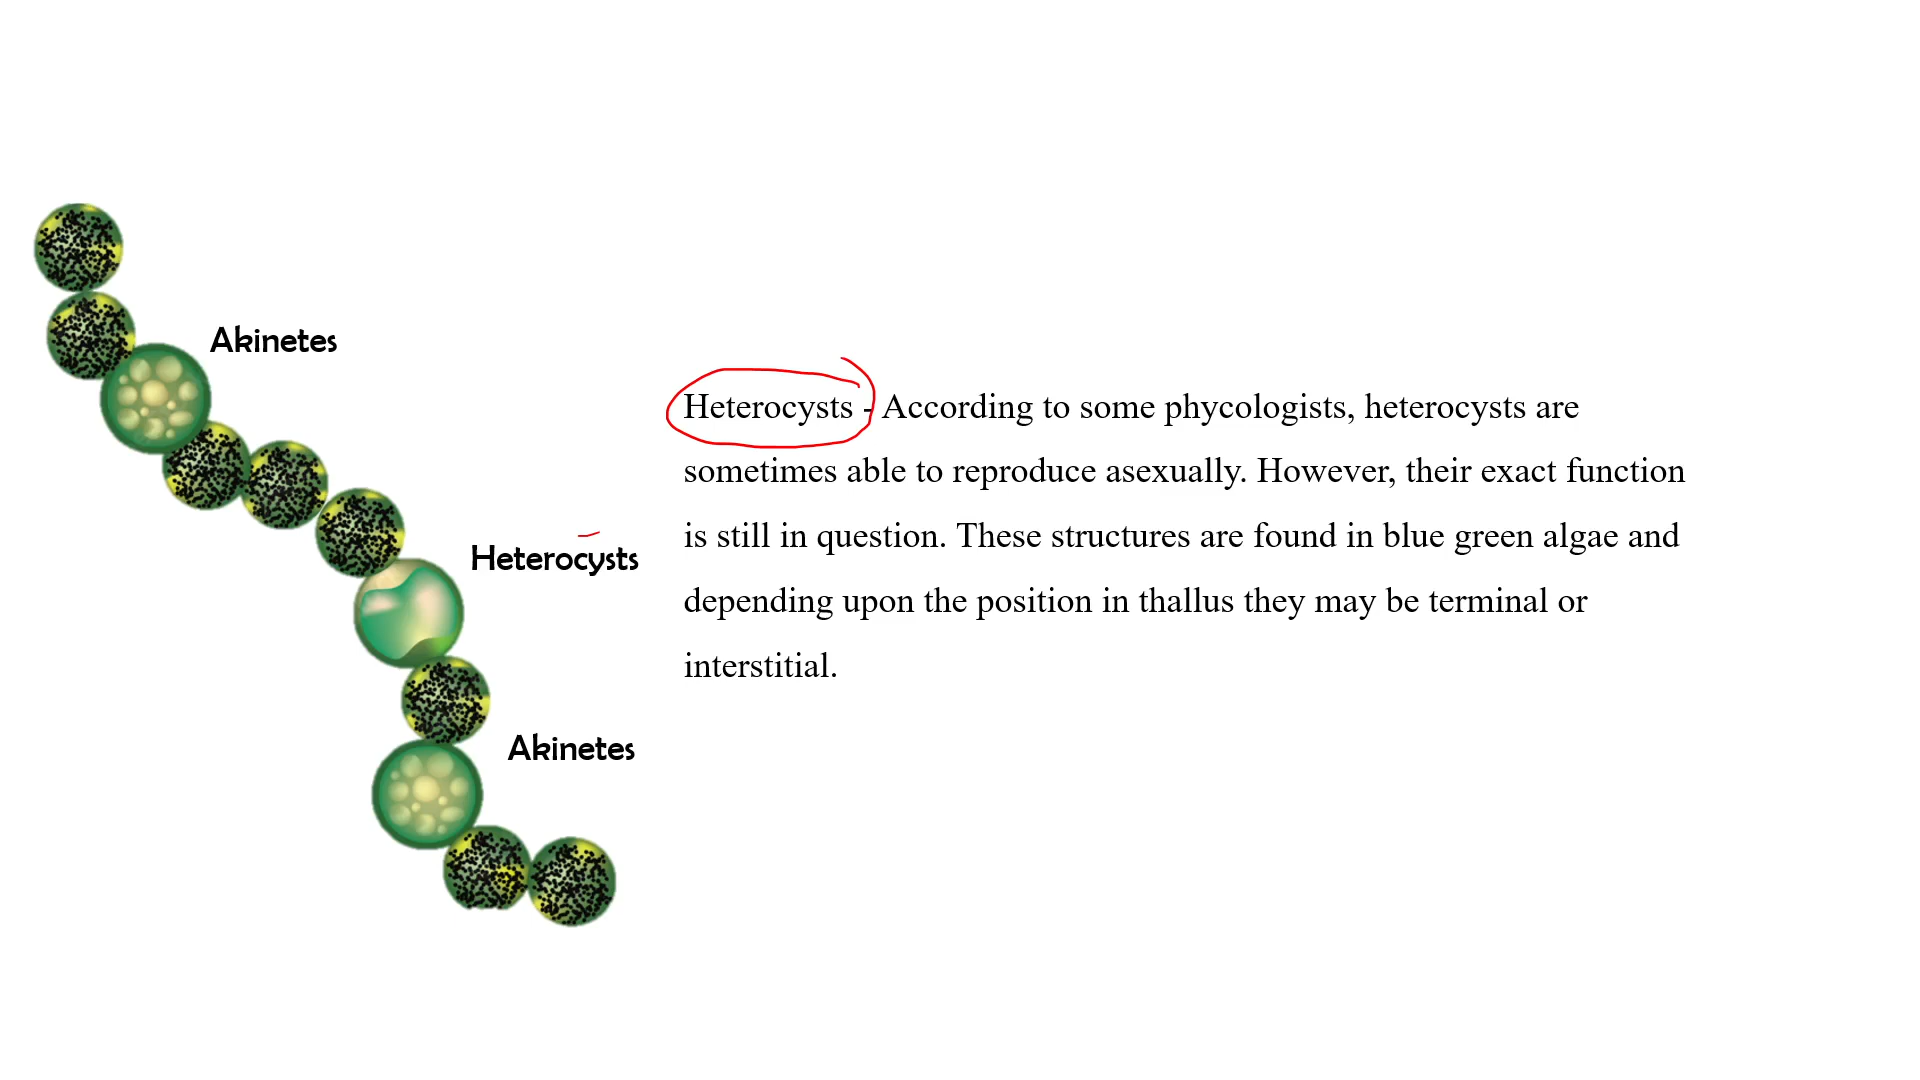 Akinetes
Heterocysts - According to some phycologists, heterocysts are
sometimes able to reproduce asexually. However, their exact function
is still in question. These structures are found in blue green algae and
depending upon the position in thallus they may be terminal or
interstitial.
Heterocysts
Akinetes